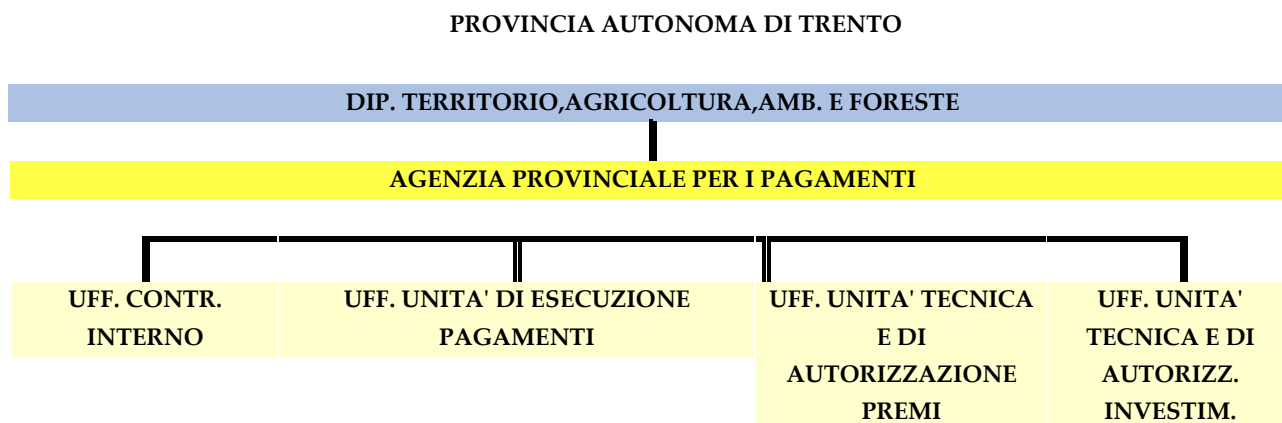 PROVINCIA AUTONOMA DI TRENTO
DIP. TERRITORIO,AGRICOLTURA,AMB. E FORESTE
AGENZIA PROVINCIALE PER I PAGAMENTI
UFF. CONTR.
INTERNO
UFF. UNITA' DI ESECUZIONE
PAGAMENTI
UFF. UNITA' TECNICA
E DI
AUTORIZZAZIONE
PREMI
UFF. UNITA'
TECNICA E DI
AUTORIZZ.
INVESTIM.